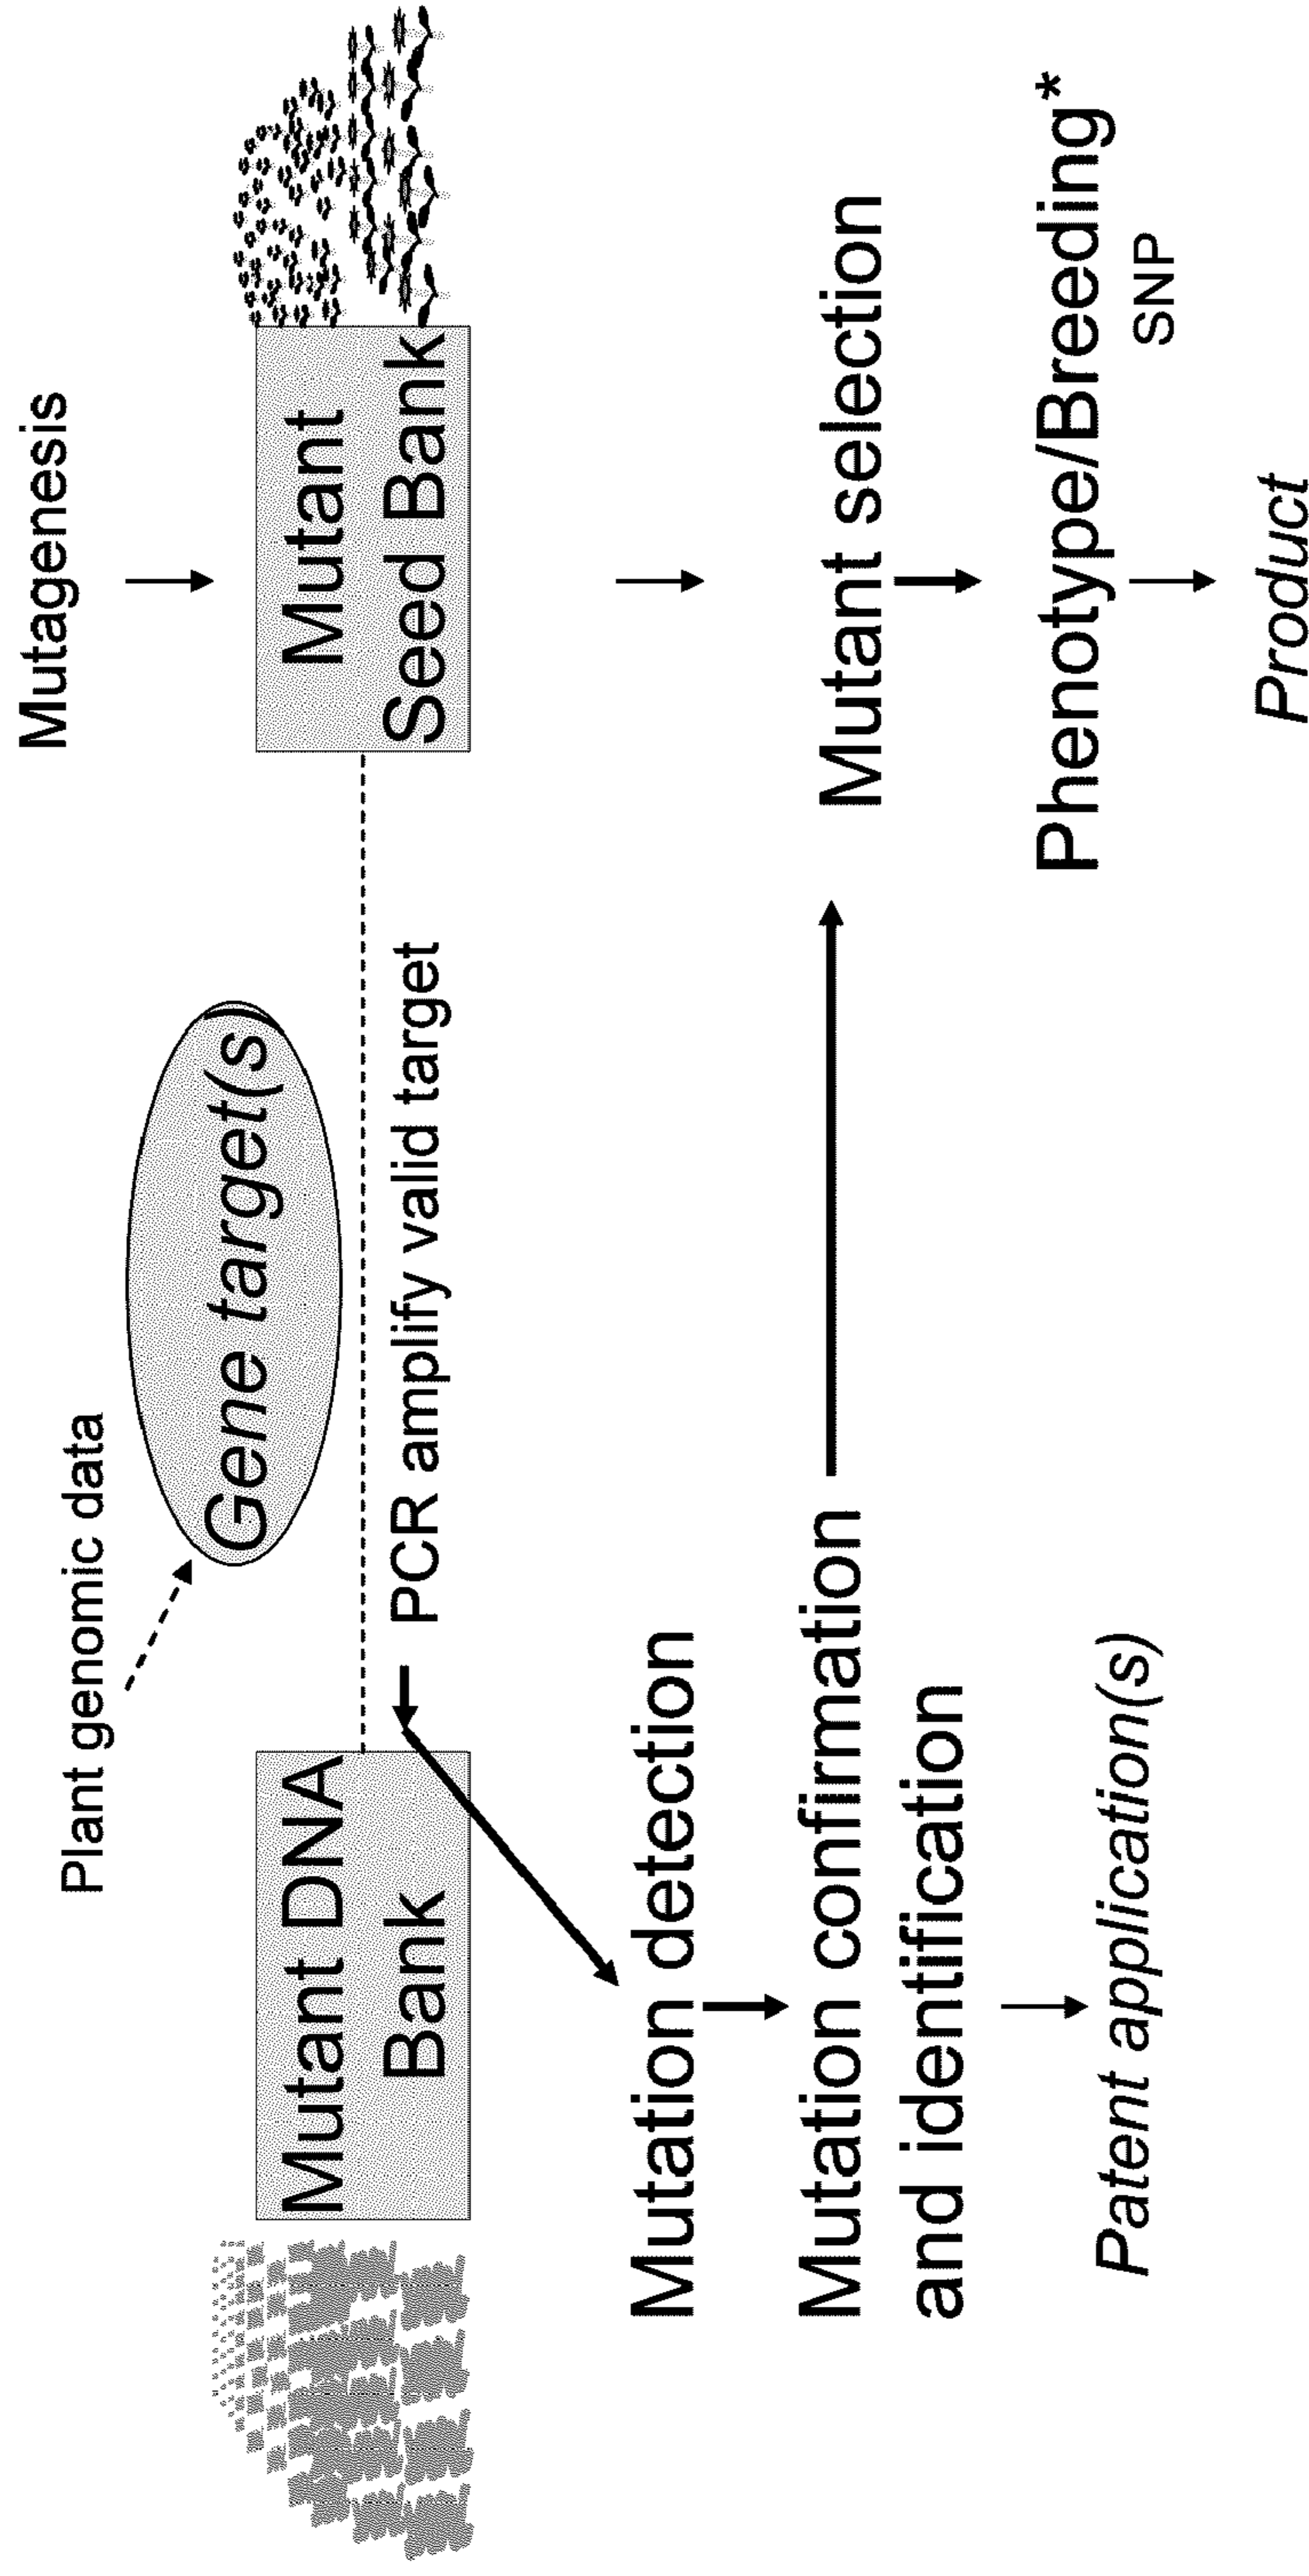 Plant genomic data
Mutagenesis
Gene target(s)
Mutant DNA
Bank
Mutant
Seed Bank
PCR amplify valid target
Mutation detection
Mutation confirmation
and identification
Mutant selection
Patent application(s)
Phenotype/Breeding*
SNP
Product